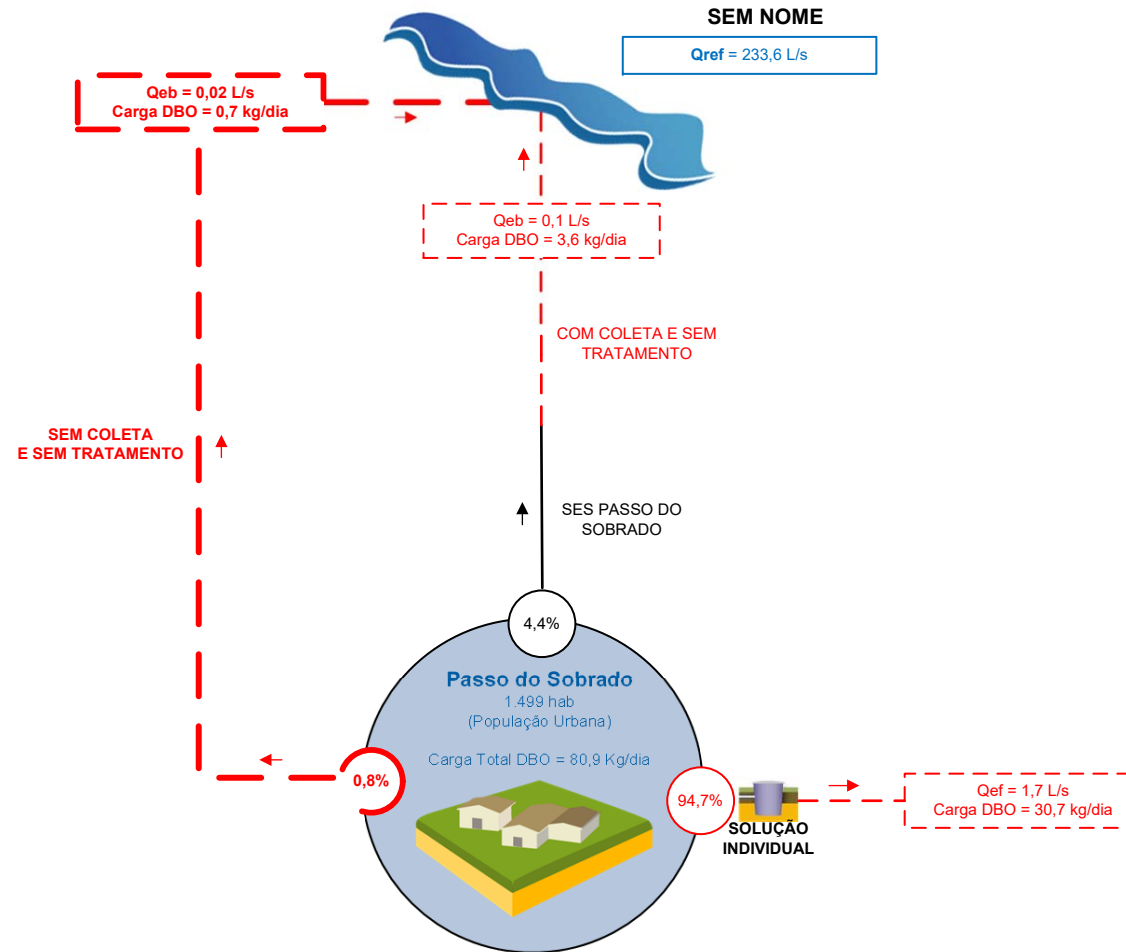 SEM NOME
Qref = 233,6 L/s
Qeb = 0,02 L/s
Carga DBO = 0,7 kg/dia
Qeb = 0,1 L/s
Carga DBO = 3,6 kg/dia
COM COLETA E SEM
TRATAMENTO
SEM COLETA
E SEM TRATAMENTO
SES PASSO DO
SOBRADO
4,4%
Passo do Sobrado
1.499 hab
(População Urbana)
Carga Total DBO = 80,9 Kg/dia
0,8%
94,7%
SOLUÇÃO
INDIVIDUAL
Qef = 1,7 L/s
Carga DBO = 30,7 kg/dia